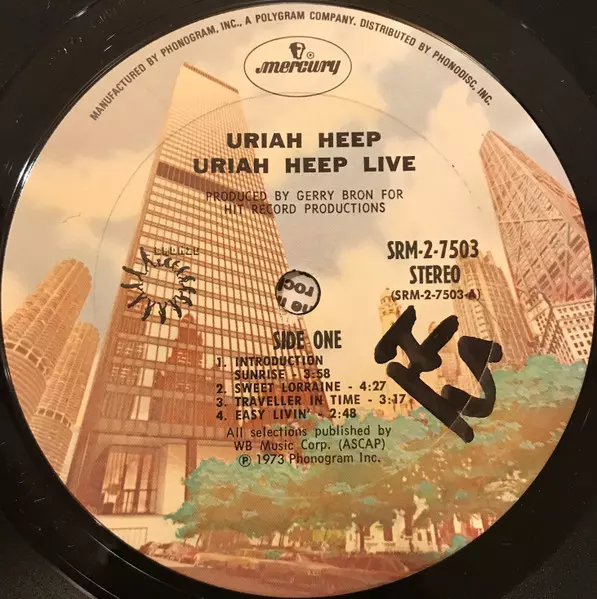 MANUFACTURED BY PHONOGRAM, INC., A POLYGRAM COMPANY. DISTRIBUTED BY PHONODISC, INC.
mercury
URIAH HEEP
URIAH HEEP LIVE
PRODUCED BY GERRY BRON FOR
HIT RECORD PRODUCTIONS
SRM-2-7503
STEREO
(SRM-2-7503-A)
SIDE ONE
1. INTRODUCTION
SUNRISE - 3:58
2. SWEET LORRAINE - 4:27
3. TRAVELLER IN TIME - 3:17
4. EASY LIVIN' - 2:48
All selections published by
WB Music Corp. (ASCAP)
Ⓟ 1973 Phonogram Inc.